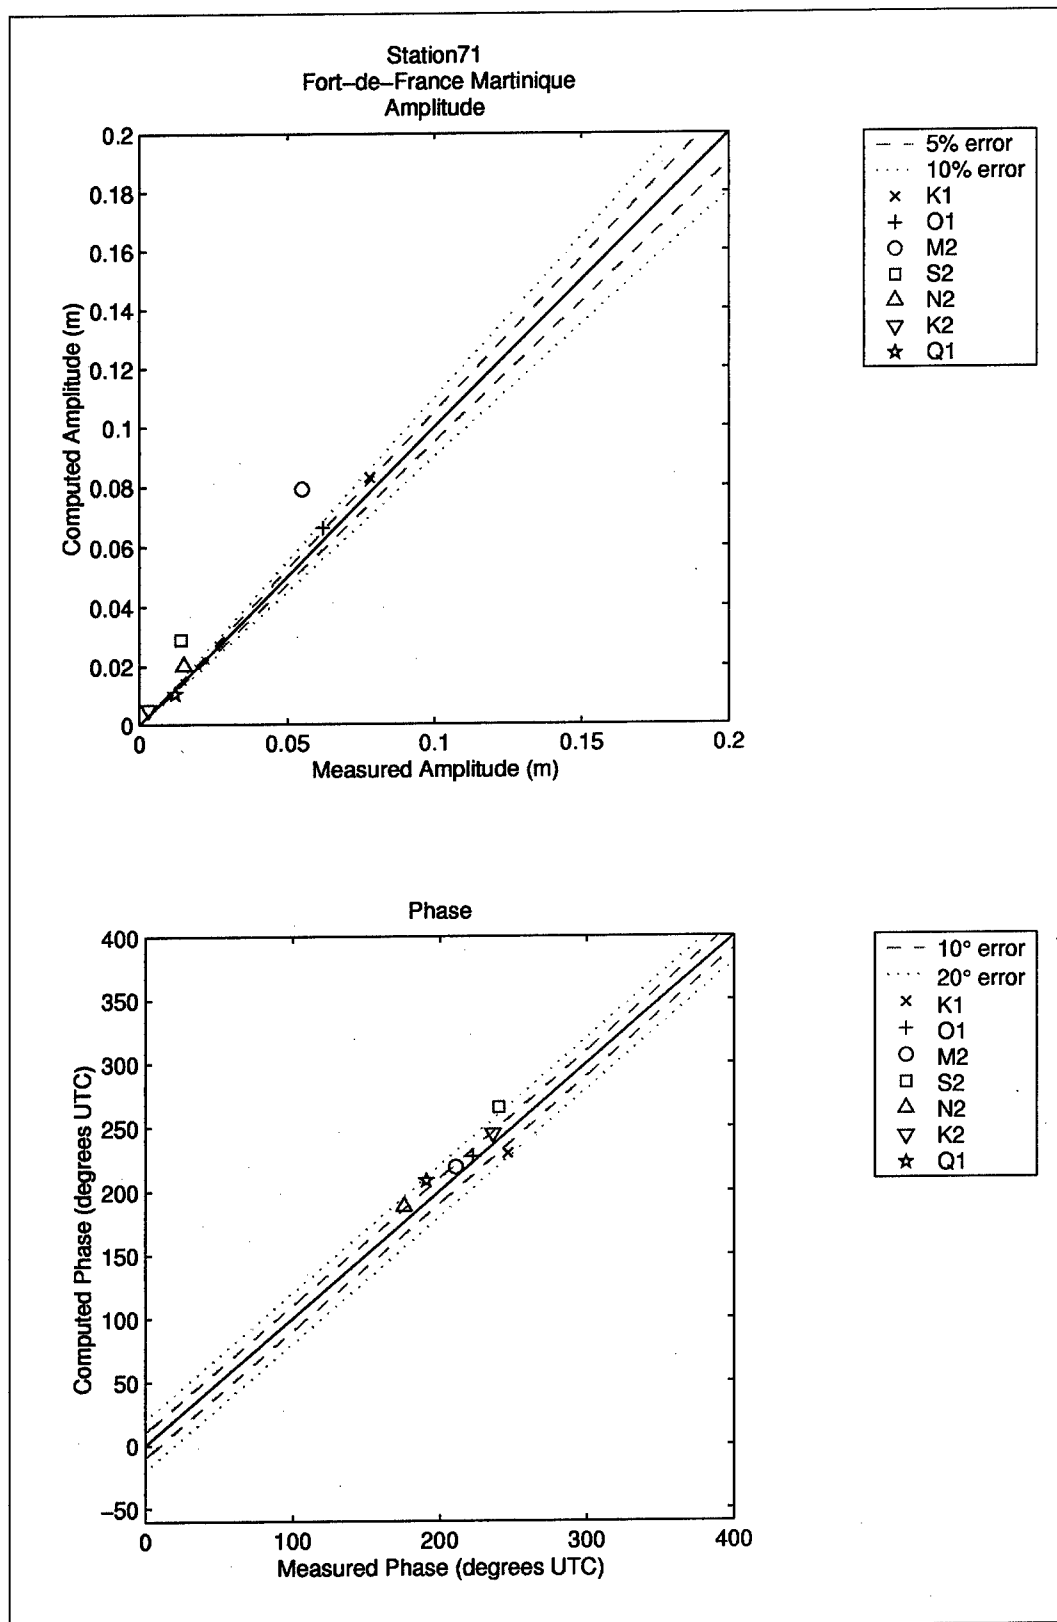 Station71
Fort–de–France Martinique
Amplitude
0.2
0.18
0.16
0.14
0.12
0.1
0.08
0.06
0.04
0.02
0
Computed Amplitude (m)
0 0.05 0.1 0.15 0.2
Measured Amplitude (m)
5% error
10% error
K1
O1
M2
S2
N2
K2
Q1
Phase
400
350
300
250
200
150
100
50
0
–50
Computed Phase (degrees UTC)
0 100 200 300 400
Measured Phase (degrees UTC)
10° error
20° error
K1
O1
M2
S2
N2
K2
Q1